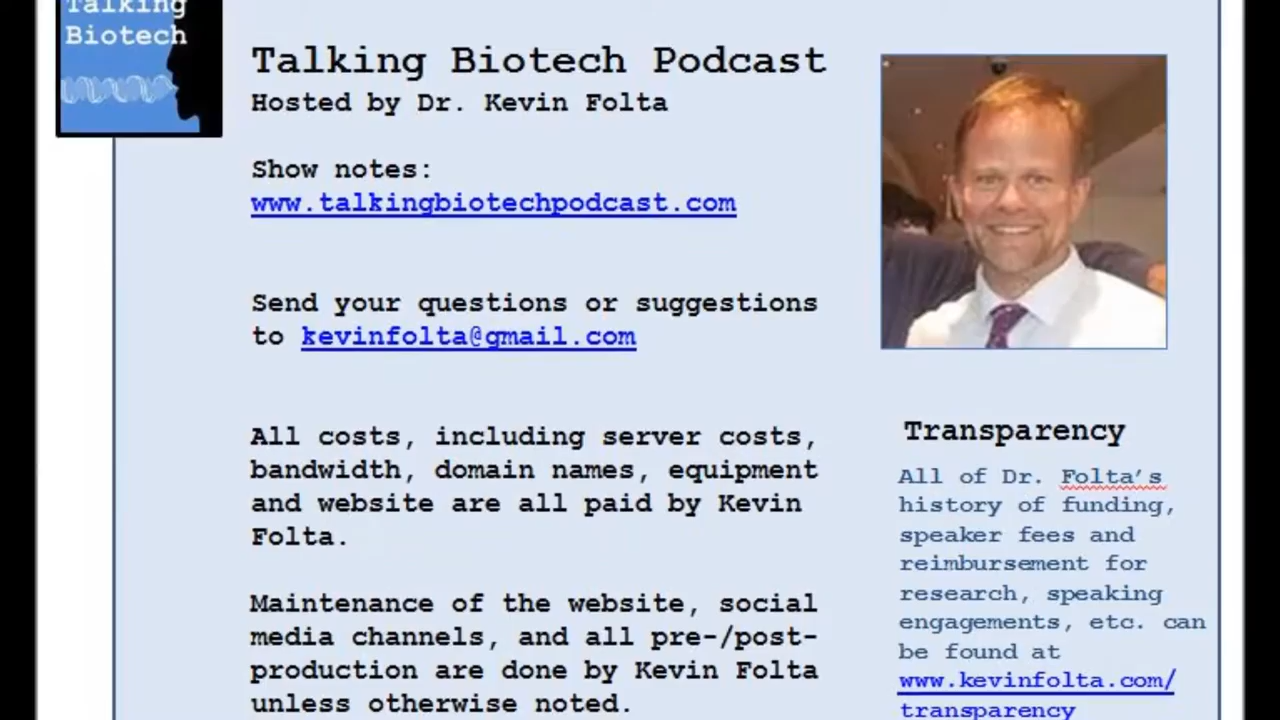 Talking
Biotech
Talking Biotech Podcast
Hosted by Dr. Kevin Folta
Show notes:
www.talkingbiotechpodcast.com
Send your questions or suggestions
to kevinfolta@gmail.com
All costs, including server costs,
bandwidth, domain names, equipment
and website are all paid by Kevin
Folta.
Maintenance of the website, social
media channels, and all pre-/post-
production are done by Kevin Folta
unless otherwise noted.
Transparency
All of Dr. Folta’s
history of funding,
speaker fees and
reimbursement for
research, speaking
engagements, etc. can
be found at
www.kevinfolta.com/
transparency